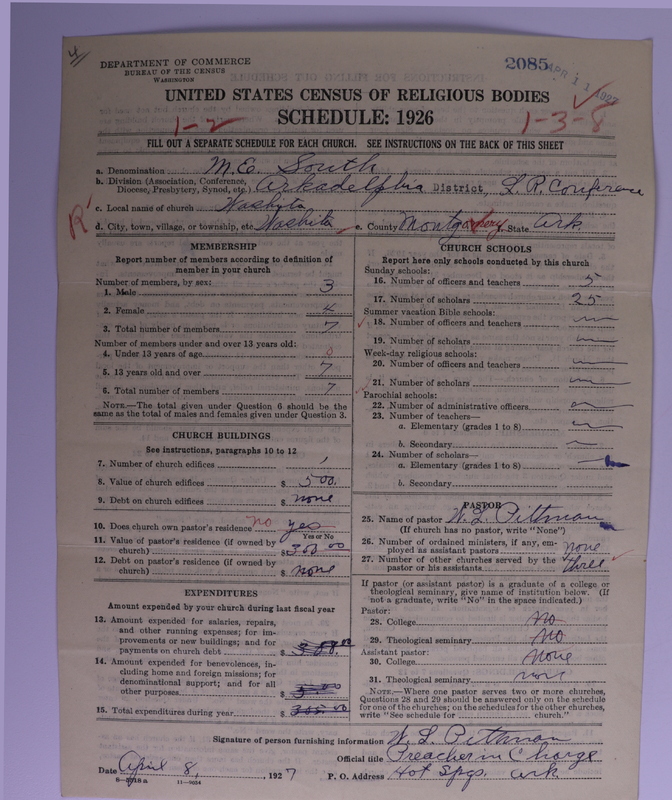 4
DEPARTMENT OF COMMERCE
BUREAU OF THE CENSUS
WASHINGTON
2085 APR 11 1927
UNITED STATES CENSUS OF RELIGIOUS BODIES
SCHEDULE: 1926
1-2 1-3-8
FILL OUT A SEPARATE SCHEDULE FOR EACH CHURCH. SEE INSTRUCTIONS ON THE BACK OF THIS SHEET
a. Denomination M.E. South
b. Division (Association, Conference, Diocese, Presbytery, Synod, etc.) Arkadelphia District, L.R. Conference
c. Local name of church Washita
R
d. City, town, village, or township, etc. Washita e. County Montgomery f. State Ark.
MEMBERSHIP
Report number of members according to definition of
member in your church
Number of members, by sex:
1. Male 3
2. Female 4
3. Total number of members 7
Number of members under and over 13 years old:
4. Under 13 years of age 0
5. 13 years old and over 7
6. Total number of members 7
NOTE.—The total given under Question 6 should be the
same as the total of males and females given under Question 3.
CHURCH BUILDINGS
See instructions, paragraphs 10 to 12
7. Number of church edifices 1
8. Value of church edifices $ 500.
9. Debt on church edifices $ none
10. Does church own pastor's residence no yes
Yes or No
11. Value of pastor's residence (if owned by
church) $ 300.00
12. Debt on pastor's residence (if owned by
church) $ none
EXPENDITURES
Amount expended by your church during last fiscal year
13. Amount expended for salaries, repairs,
and other running expenses; for im-
provements or new buildings; and for
payments on church debt $
14. Amount expended for benevolences, in-
cluding home and foreign missions; for
denominational support; and for all
other purposes $
15. Total expenditures during year $ 305.00
CHURCH SCHOOLS
Report here only schools conducted by this church
Sunday schools:
16. Number of officers and teachers 5
17. Number of scholars 25
Summer vacation Bible schools:
18. Number of officers and teachers
19. Number of scholars
Week-day religious schools:
20. Number of officers and teachers
21. Number of scholars
Parochial schools:
22. Number of administrative officers
23. Number of teachers—
a. Elementary (grades 1 to 8)
b. Secondary
24. Number of scholars—
a. Elementary (grades 1 to 8)
b. Secondary
PASTOR
25. Name of pastor W. L. Pittman
(If church has no pastor, write "None")
26. Number of ordained ministers, if any, em-
ployed as assistant pastors none
27. Number of other churches served by the
pastor or his assistants three
If pastor (or assistant pastor) is a graduate of a college or
theological seminary, give name of institution below. (If
not a graduate, write "No" in the space indicated.)
Pastor:
28. College No
29. Theological seminary No
Assistant pastor:
30. College None
31. Theological seminary none
NOTE.—Where one pastor serves two or more churches,
Questions 28 and 29 should be answered only on the schedule
for one of the churches; on the schedules for the other churches,
write "See schedule for church."
Signature of person furnishing information W. L. Pittman
Official title Preacher in Charge
Date April 8, 1927 P. O. Address Hot Spgs. Ark
11—9054